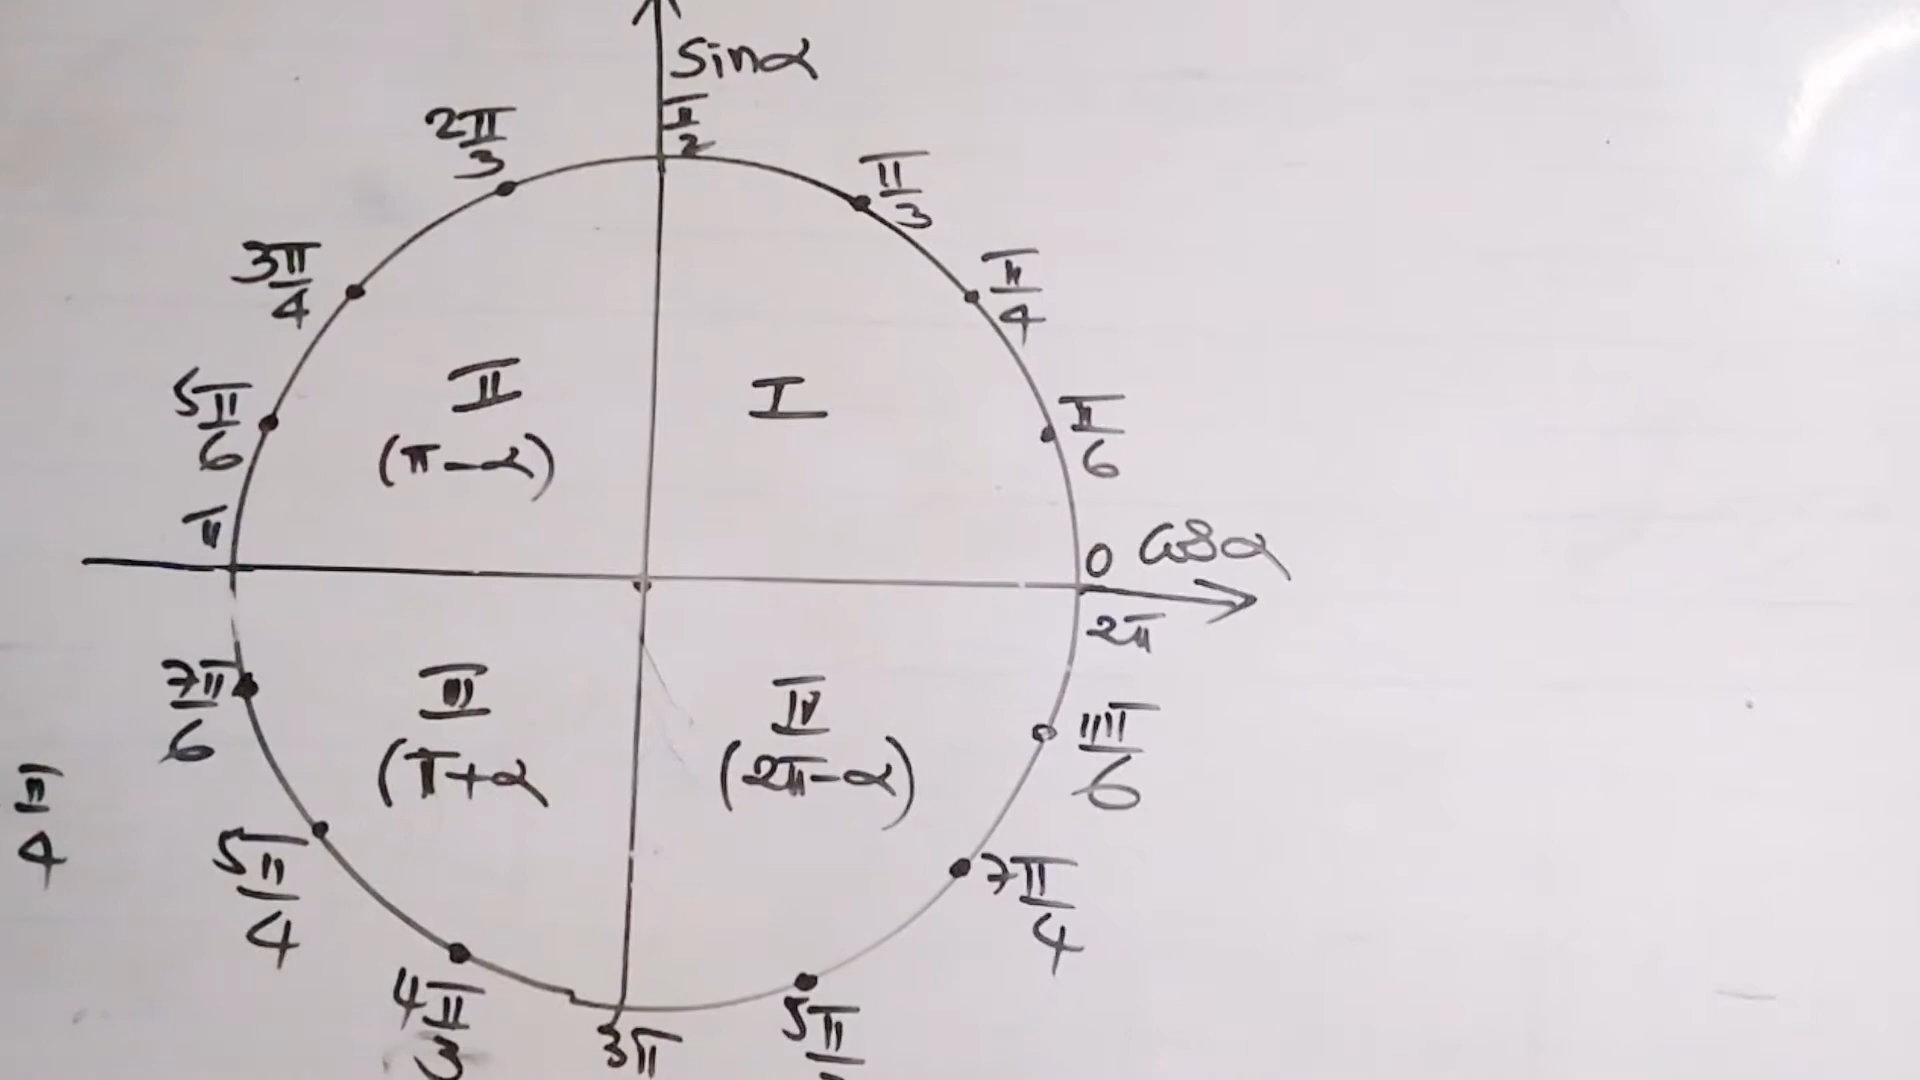 sinα
π/2
2π/3
π/3
3π/4
π/4
II
I
5π/6
π/6
(π-α)
π
0 cosα
2π
7π/6
III
IV
11π/6
(π+α
(2π-α)
π/4
5π/4
7π/4
4π/3
3π
5π